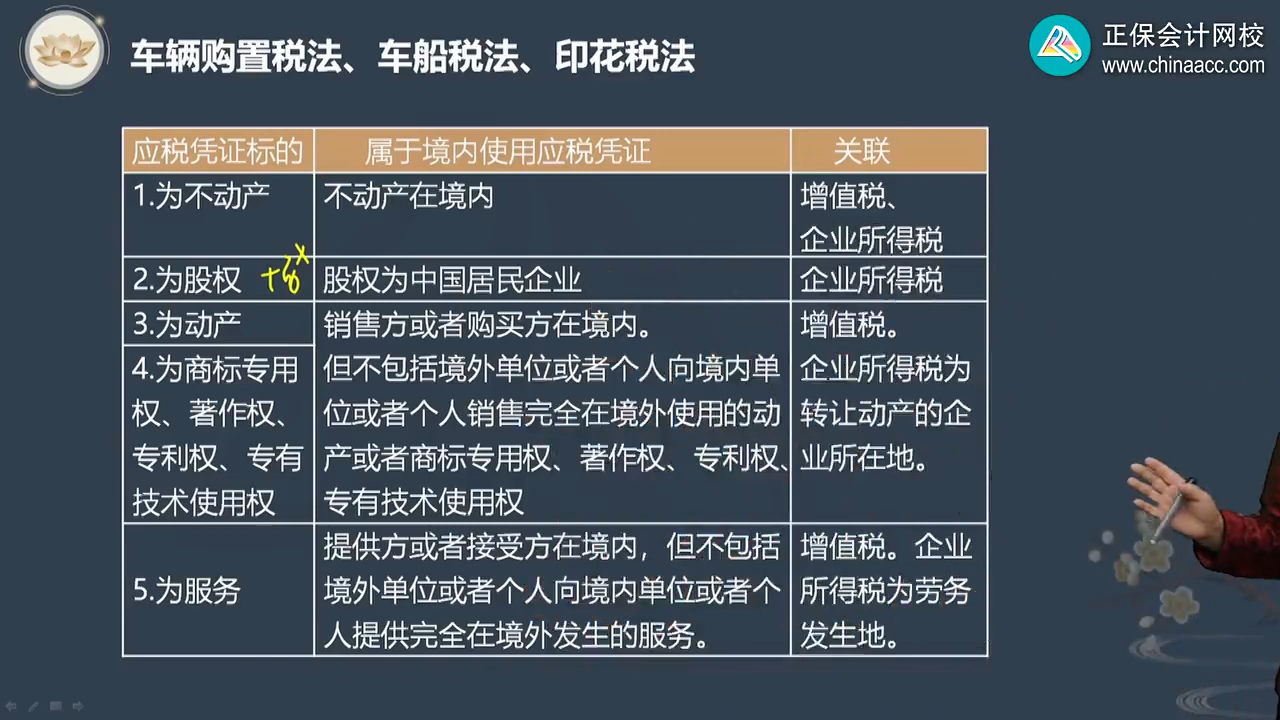 车辆购置税法、车船税法、印花税法
正保会计网校
www.chinaacc.com
应税凭证标的
属于境内使用应税凭证
关联
1.为不动产
不动产在境内
增值税、
企业所得税
2.为股权
股权为中国居民企业
企业所得税
3.为动产
4.为商标专用
权、著作权、
专利权、专有
技术使用权
销售方或者购买方在境内。
但不包括境外单位或者个人向境内单
位或者个人销售完全在境外使用的动
产或者商标专用权、著作权、专利权、
专有技术使用权
增值税。
企业所得税为
转让动产的企
业所在地。
5.为服务
提供方或者接受方在境内，但不包括
境外单位或者个人向境内单位或者个
人提供完全在境外发生的服务。
增值税。企业
所得税为劳务
发生地。